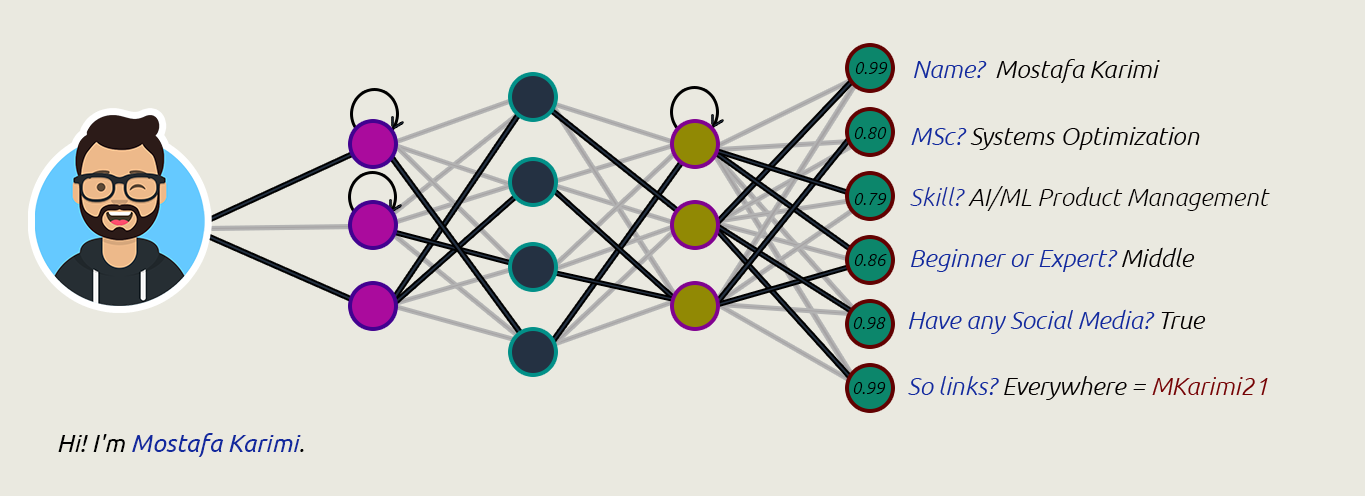 0.99 Name? Mostafa Karimi
0.80 MSc? Systems Optimization
0.79 Skill? AI/ML Product Management
0.86 Beginner or Expert? Middle
0.98 Have any Social Media? True
0.99 So links? Everywhere = MKarimi21
Hi! I'm Mostafa Karimi.